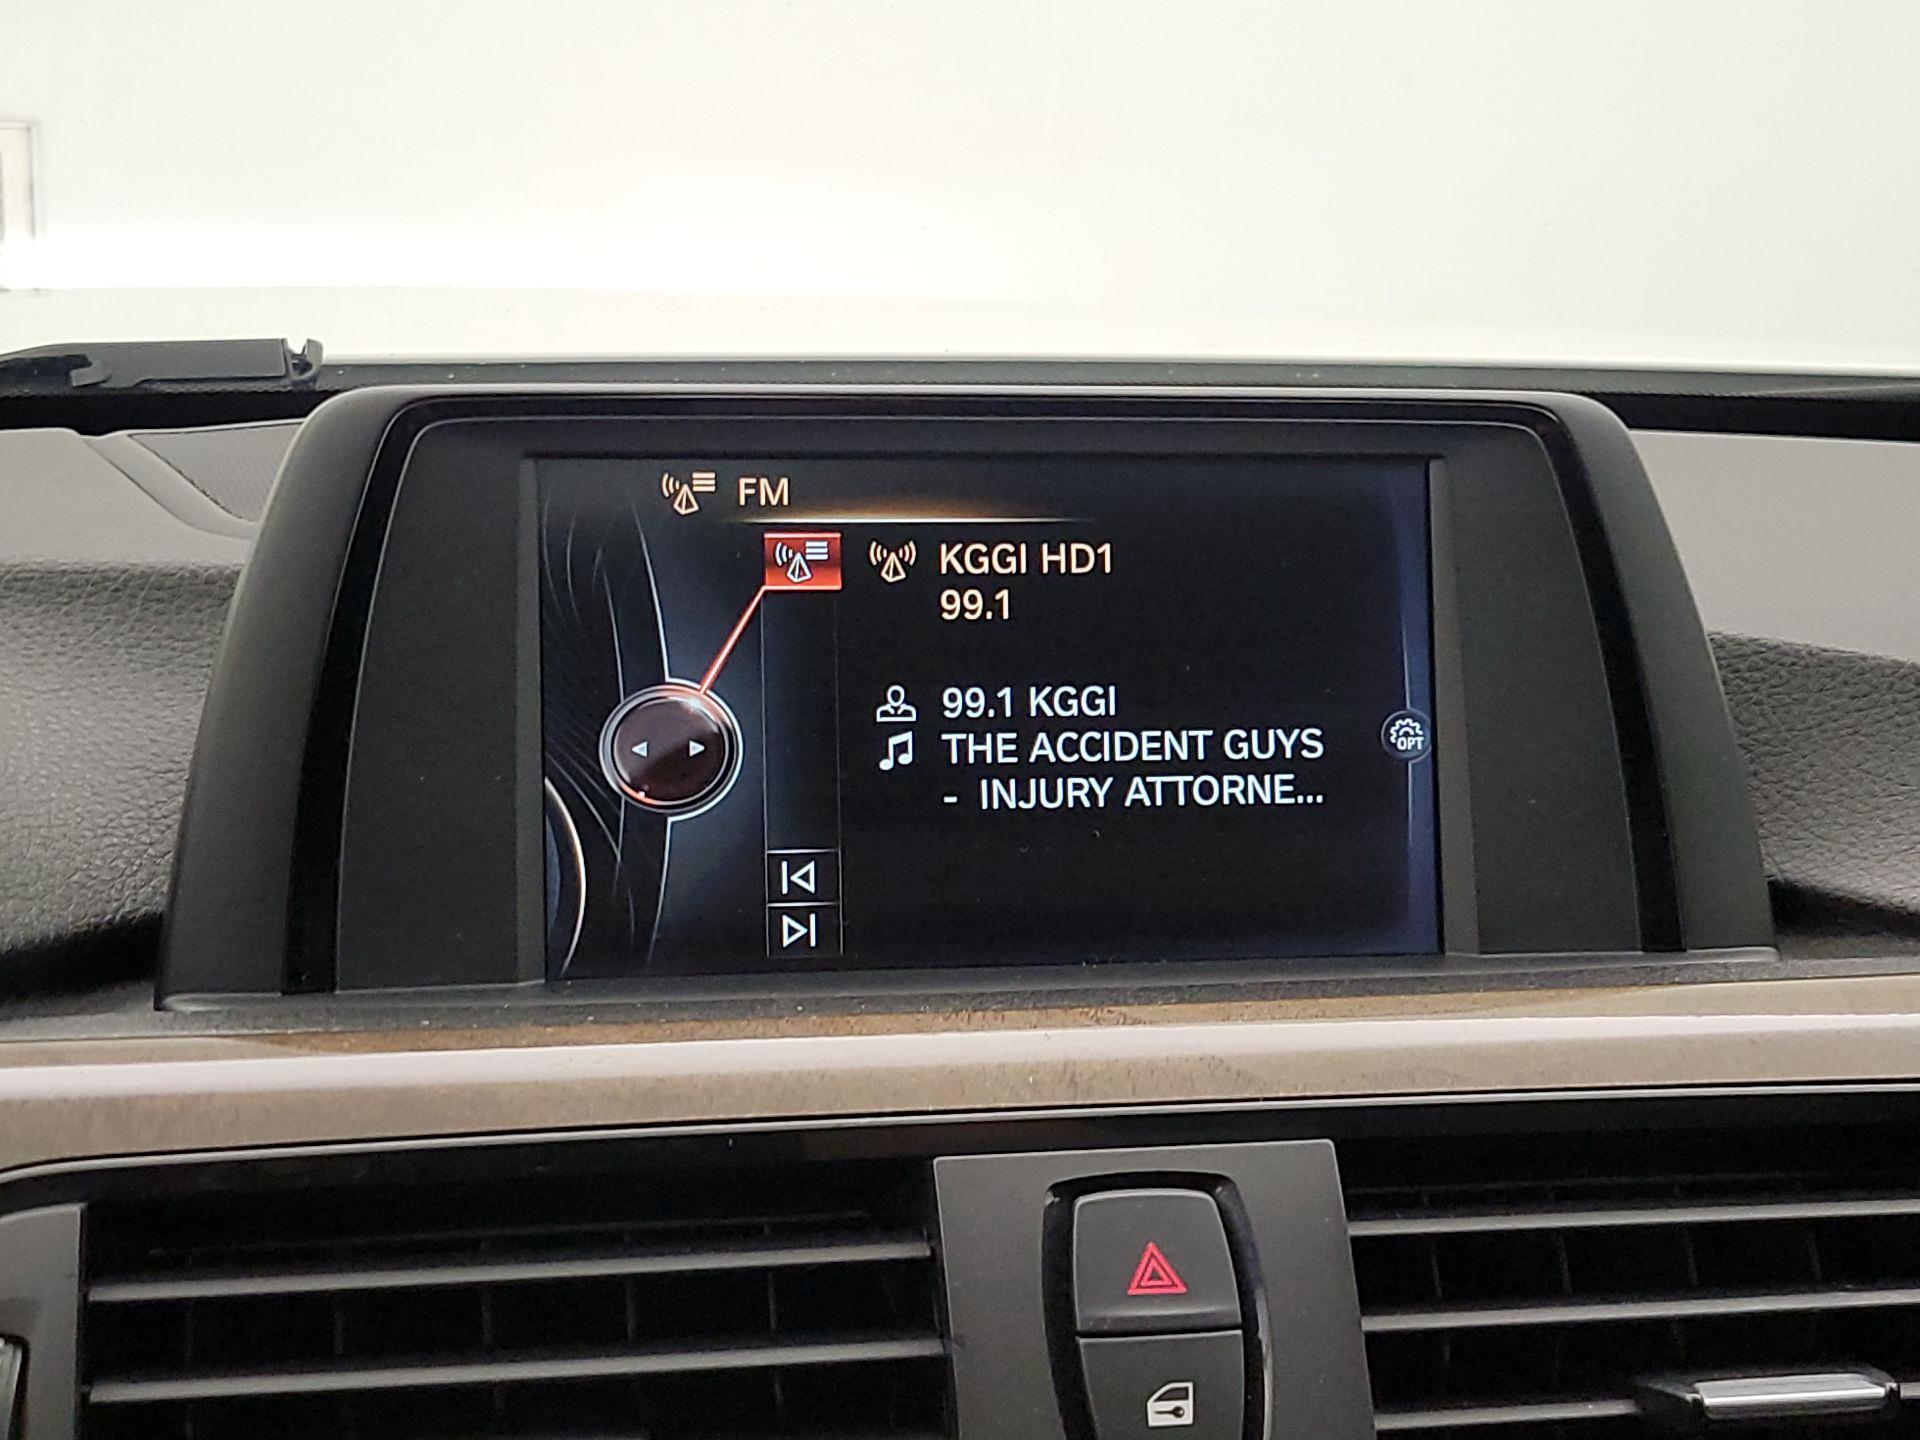 FM
KGGI HD1
99.1
99.1 KGGI
THE ACCIDENT GUYS
- INJURY ATTORNE...
OPT